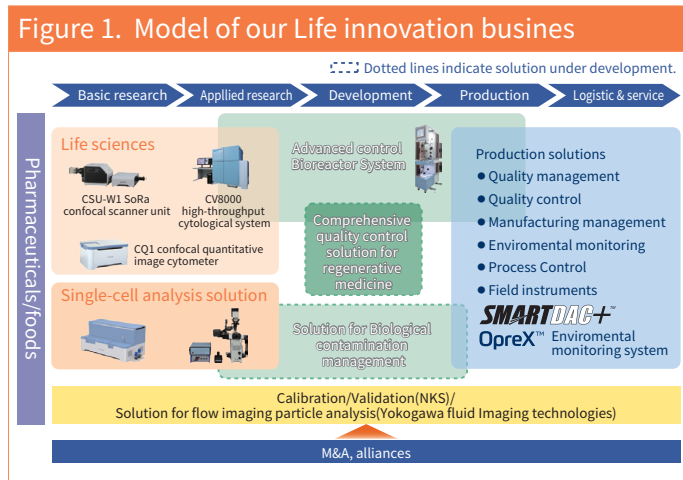 Figure 1.  Model of our Life innovation busines
Dotted lines indicate solution under development.
Basic research
Appllied research
Development
Production
Logistic & service
Pharmaceuticals/foods
Life sciences
CSU-W1 SoRa
confocal scanner unit
CV8000
high-throughput
cytological system
CQ1 confocal quantitative
image cytometer
Single-cell analysis solution
Advanced control
Bioreactor System
Comprehensive
quality control
solution for
regenerative
medicine
Solution for Biological
contamination
management
Production solutions
● Quality management
● Quality control
● Manufacturing management
● Enviromental monitoring
● Process Control
● Field instruments
SMARTDAC+™
OpreX™ Enviromental
monitoring system
Calibration/Validation(NKS)/
Solution for flow imaging particle analysis(Yokogawa fluid Imaging technologies)
M&A, alliances